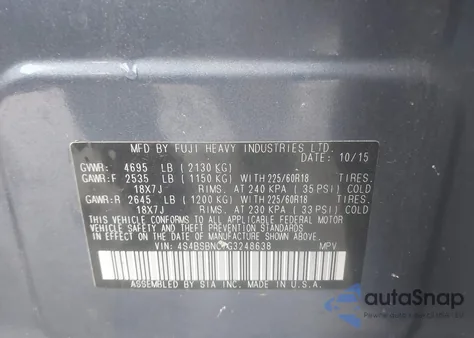 MFD BY FUJI HEAVY INDUSTRIES LTD.
DATE: 10/15
GVWR: 4695 LB (2130 KG)
GAWR:F 2535 LB (1150 KG) WITH 225/60R18 TIRES.
18X7J RIMS. AT 240 KPA (35 PSI) COLD
GAWR:R 2645 LB (1200 KG) WITH 225/60R18 TIRES.
18X7J RIMS. AT 230 KPA (33 PSI) COLD
THIS VEHICLE CONFORMS TO ALL APPLICABLE FEDERAL MOTOR
VEHICLE SAFETY AND THEFT PREVENTION STANDARDS IN
EFFECT ON THE DATE OF MANUFACTURE SHOWN ABOVE.
VIN: MPV
ASSEMBLED BY SIA INC. MADE IN U.S.A.
autoSnap
www.autosnap.com